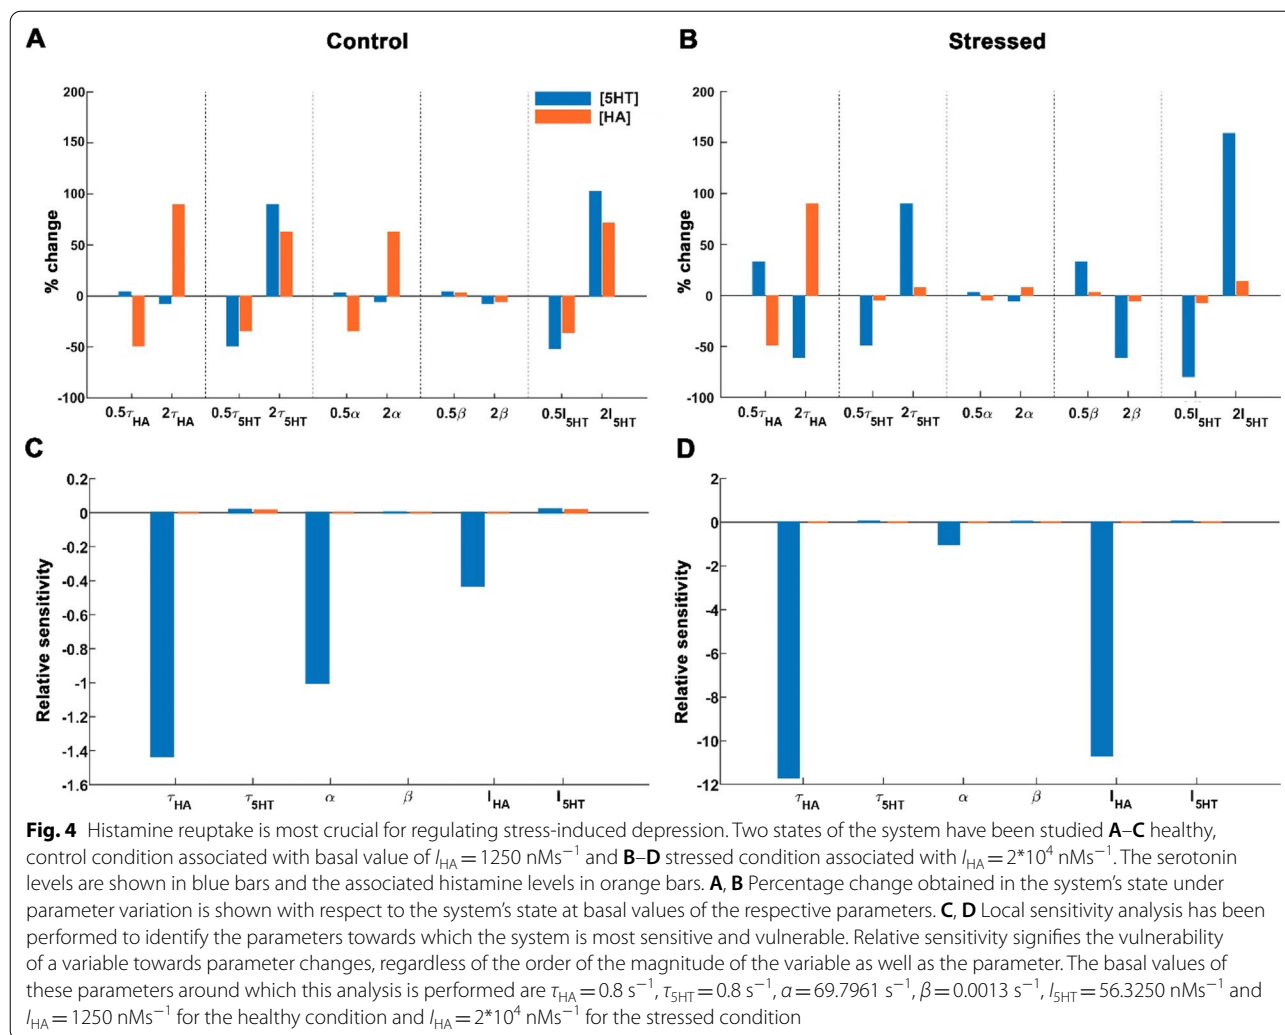 A
Control
B
Stressed
[5HT]
[HA]
200
150
100
50
0
-50
-100
% change
0.5τHA 2τHA 0.5τ5HT 2τ5HT 0.5α 2α 0.5β 2β 0.5I5HT 2I5HT
200
150
100
50
0
-50
-100
% change
0.5τHA 2τHA 0.5τ5HT 2τ5HT 0.5α 2α 0.5β 2β 0.5I5HT 2I5HT
C
0.2
0
-0.2
-0.4
-0.6
-0.8
-1
-1.2
-1.4
-1.6
Relative sensitivity
τHA τ5HT α β IHA I5HT
D
2
0
-2
-4
-6
-8
-10
-12
Relative sensitivity
τHA τ5HT α β IHA I5HT
Fig. 4 Histamine reuptake is most crucial for regulating stress-induced depression. Two states of the system have been studied A–C healthy,
control condition associated with basal value of IHA = 1250 nMs−1 and B–D stressed condition associated with IHA = 2*10⁴ nMs−1. The serotonin
levels are shown in blue bars and the associated histamine levels in orange bars. A, B Percentage change obtained in the system's state under
parameter variation is shown with respect to the system's state at basal values of the respective parameters. C, D Local sensitivity analysis has been
performed to identify the parameters towards which the system is most sensitive and vulnerable. Relative sensitivity signifies the vulnerability
of a variable towards parameter changes, regardless of the order of the magnitude of the variable as well as the parameter. The basal values of
these parameters around which this analysis is performed are τHA = 0.8 s−1, τ5HT = 0.8 s−1, α = 69.7961 s−1, β = 0.0013 s−1, I5HT = 56.3250 nMs−1 and
IHA = 1250 nMs−1 for the healthy condition and IHA = 2*10⁴ nMs−1 for the stressed condition